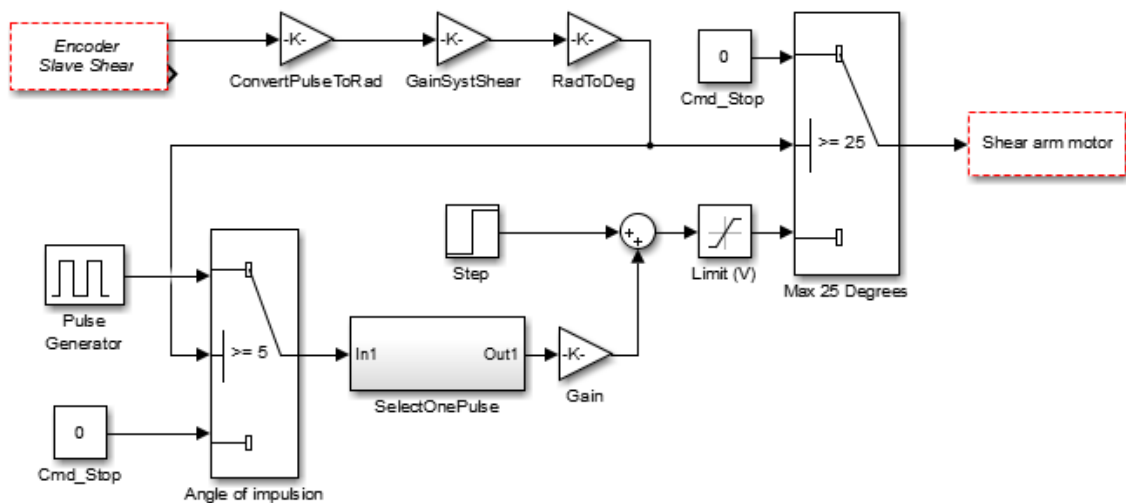 Encoder
Slave Shear
-K-
ConvertPulseToRad
-K-
GainSystShear
-K-
RadToDeg
0
Cmd_Stop
>= 25
Max 25 Degrees
Shear arm motor
Step
+
+
Limit (V)
Pulse
Generator
>= 5
Angle of impulsion
In1
Out1
SelectOnePulse
-K-
Gain
0
Cmd_Stop